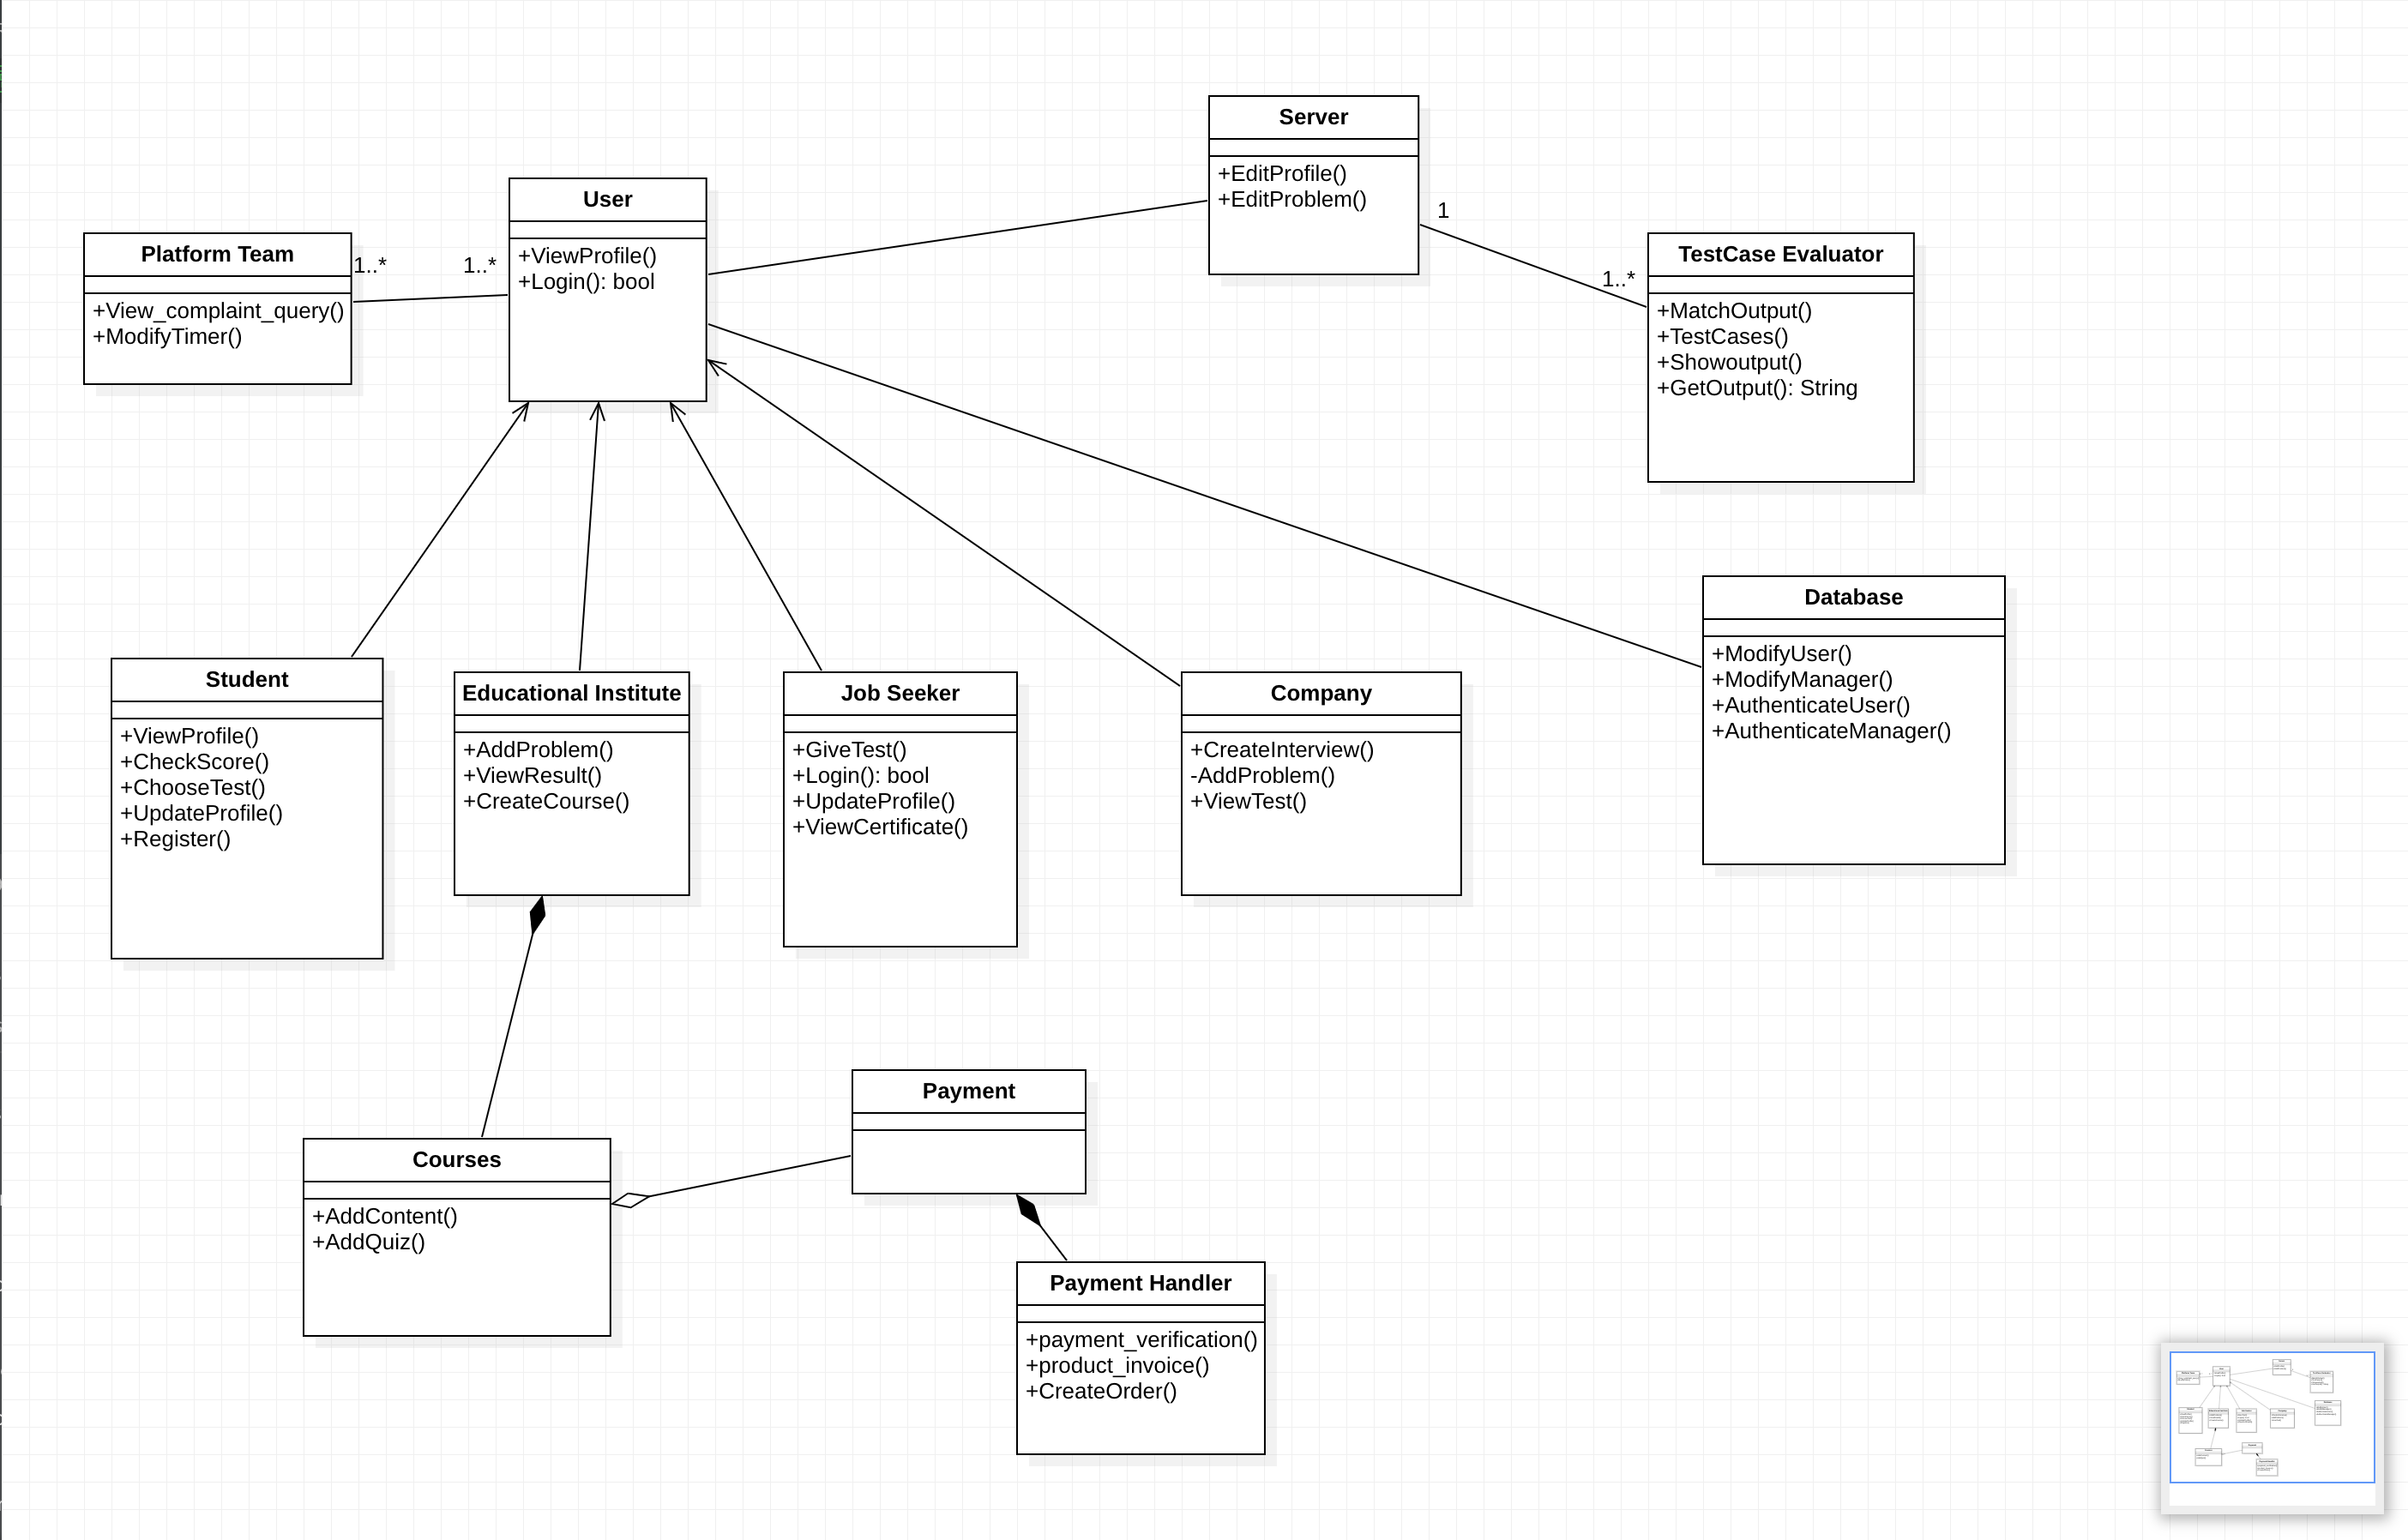 Server
+EditProfile()
+EditProblem()
1
1..*
User
+ViewProfile()
+Login(): bool
Platform Team
+View_complaint_query()
+ModifyTimer()
1..*
1..*
TestCase Evaluator
+MatchOutput()
+TestCases()
+Showoutput()
+GetOutput(): String
Database
+ModifyUser()
+ModifyManager()
+AuthenticateUser()
+AuthenticateManager()
Student
+ViewProfile()
+CheckScore()
+ChooseTest()
+UpdateProfile()
+Register()
Educational Institute
+AddProblem()
+ViewResult()
+CreateCourse()
Job Seeker
+GiveTest()
+Login(): bool
+UpdateProfile()
+ViewCertificate()
Company
+CreateInterview()
-AddProblem()
+ViewTest()
Payment
Courses
+AddContent()
+AddQuiz()
Payment Handler
+payment_verification()
+product_invoice()
+CreateOrder()